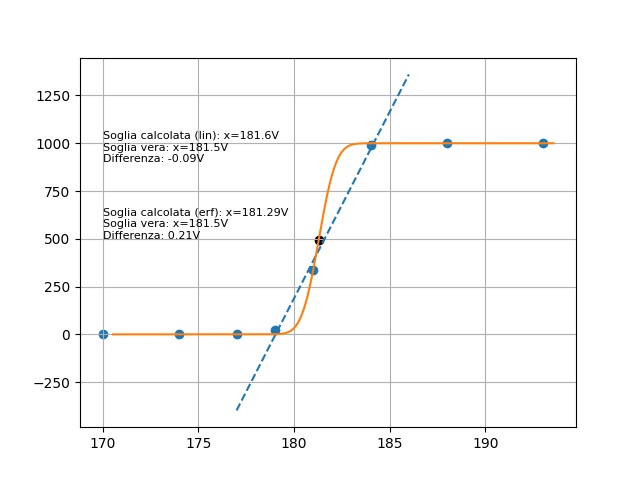 1250
Soglia calcolata (lin): x=181.6V
Soglia vera: x=181.5V
Differenza: -0.09V
1000
750
Soglia calcolata (erf): x=181.29V
Soglia vera: x=181.5V
Differenza: 0.21V
500
250
0
−250
170 175 180 185 190